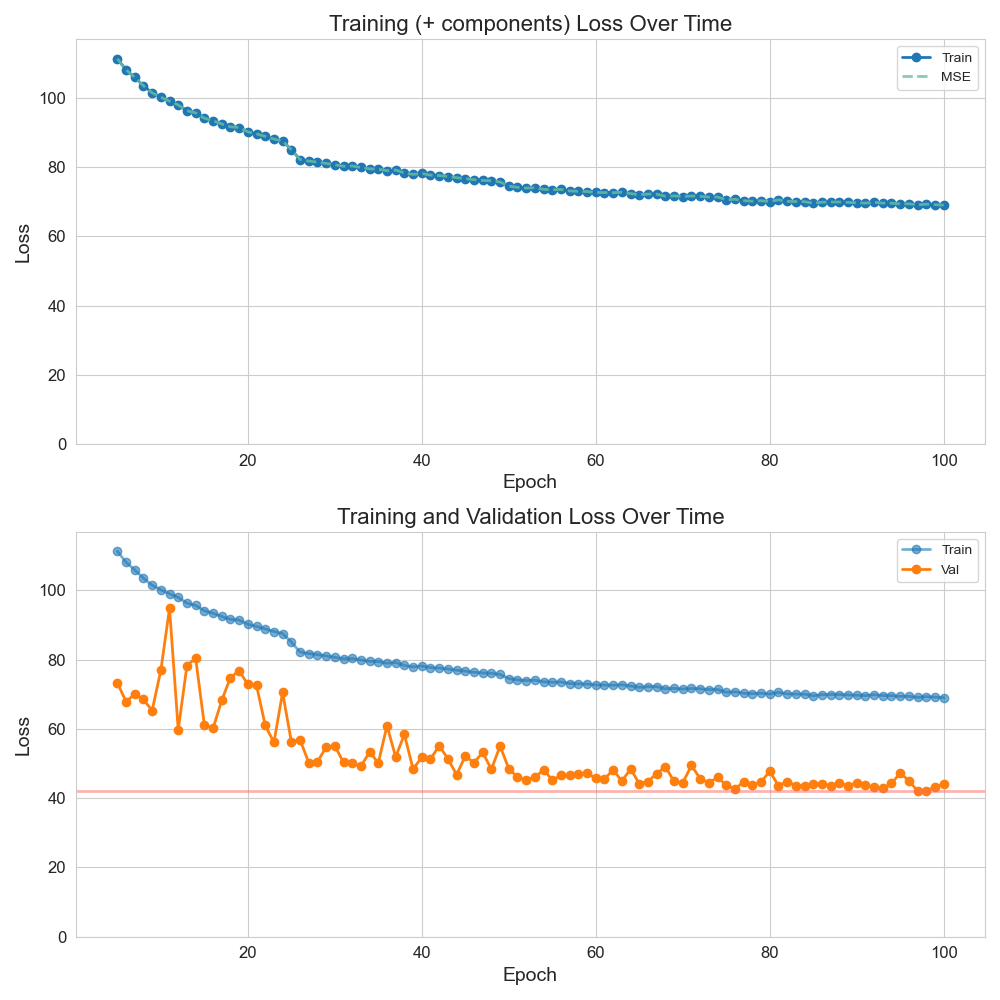 Training (+ components) Loss Over Time
Train
MSE
Loss
100
80
60
40
20
0
20 40 60 80 100
Epoch
Training and Validation Loss Over Time
Train
Val
Loss
100
80
60
40
20
0
20 40 60 80 100
Epoch